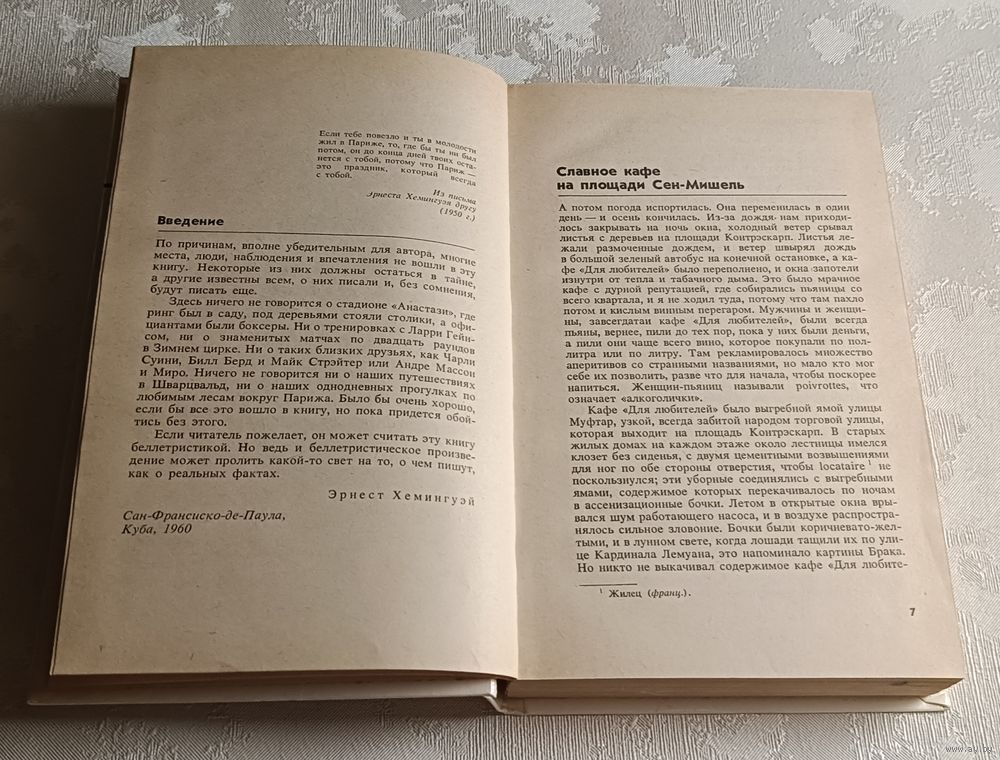 Если тебе повезло и ты в молодости
жил в Париже, то, где бы ты ни был
потом, он до конца дней твоих оста-
нется с тобой, потому что Париж —
это праздник, который всегда
с тобой.
Из письма
Эрнеста Хемингуэя другу
(1950 г.)
Введение
По причинам, вполне убедительным для автора, многие
места, люди, наблюдения и впечатления не вошли в эту
книгу. Некоторые из них должны остаться в тайне,
а другие известны всем, о них писали и, без сомнения,
будут писать еще.
Здесь ничего не говорится о стадионе «Анастази», где
ринг был в саду, под деревьями стояли столики, а офи-
циантами были боксеры. Ни о тренировках с Ларри Гейн-
сом, ни о знаменитых матчах по двадцать раундов
в Зимнем цирке. Ни о таких близких друзьях, как Чарли
Суини, Билл Берд и Майк Стрэйтер или Андре Массон
и Миро. Ничего не говорится ни о наших путешествиях
в Шварцвальд, ни о наших однодневных прогулках по
любимым лесам вокруг Парижа. Было бы очень хорошо,
если бы все это вошло в книгу, но пока придется обой-
тись без этого.
Если читатель пожелает, он может считать эту книгу
беллетристикой. Но ведь и беллетристическое произве-
дение может пролить какой-то свет на то, о чем пишут,
как о реальных фактах.
Эрнест Хемингуэй
Сан-Франсиско-де-Паула,
Куба, 1960
Славное кафе
на площади Сен-Мишель
А потом погода испортилась. Она переменилась в один
день — и осень кончилась. Из-за дождя нам приходи-
лось закрывать на ночь окна, холодный ветер срывал
листья с деревьев на площади Контрэскарп. Листья ле-
жали размоченные дождем, и ветер швырял дождь
в большой зеленый автобус на конечной остановке, а ка-
фе «Для любителей» было переполнено, и окна запотели
изнутри от тепла и табачного дыма. Это было мрачное
кафе с дурной репутацией, где собирались пьяницы со
всего квартала, и я не ходил туда, потому что там пахло
потом и кислым винным перегаром. Мужчины и женщи-
ны, завсегдатаи кафе «Для любителей», были всегда
пьяны, вернее, пили до тех пор, пока у них были деньги,
а пили они чаще всего вино, которое покупали по пол-
литра или по литру. Там рекламировалось множество
аперитивов со странными названиями, но мало кто мог
себе их позволить, разве что для начала, чтобы поскорее
напиться. Женщин-пьяниц называли poivrottes, что
означает «алкоголички».
Кафе «Для любителей» было выгребной ямой улицы
Муфтар, узкой, всегда забитой народом торговой улицы,
которая выходит на площадь Контрэскарп. В старых
жилых домах на каждом этаже около лестницы имелся
клозет без сиденья, с двумя цементными возвышениями
для ног по обе стороны отверстия, чтобы locataire ¹ не
поскользнулся; эти уборные соединялись с выгребными
ямами, содержимое которых перекачивалось по ночам
в ассенизационные бочки. Летом в открытые окна вры-
вался шум работающего насоса, и в воздухе распростра-
нялось сильное зловоние. Бочки были коричневато-жел-
тыми, и в лунном свете, когда лошади тащили их по ули-
це Кардинала Лемуана, это напоминало картины Брака.
Но никто не выкачивал содержимое кафе «Для любите-
¹ Жилец (франц.).
7
www.ay.by